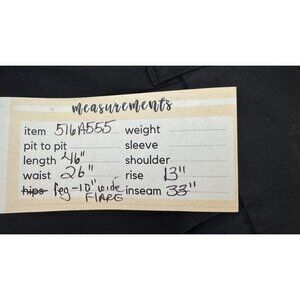 measurements
item 516A555 weight
pit to pit sleeve
length 46" shoulder
waist 26" rise 13"
hips leg-10" wide inseam 33"
FLARE